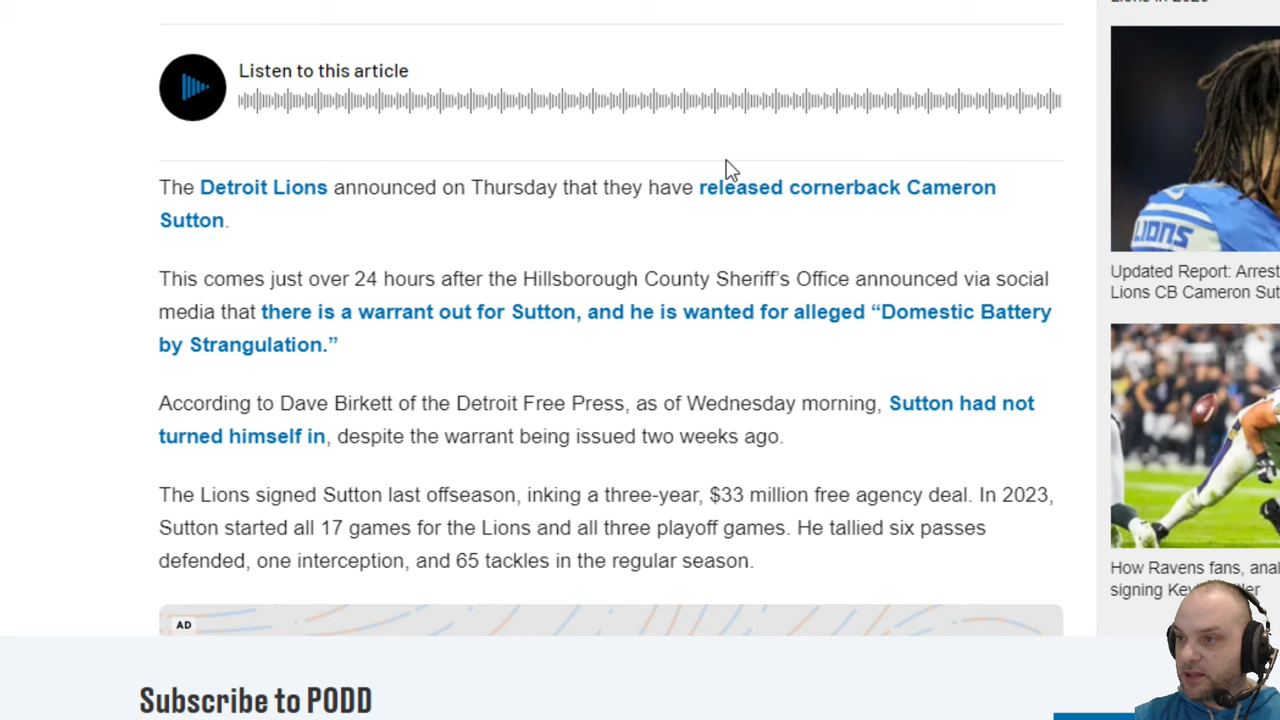 Listen to this article
The Detroit Lions announced on Thursday that they have released cornerback Cameron
Sutton.
This comes just over 24 hours after the Hillsborough County Sheriff's Office announced via social
media that there is a warrant out for Sutton, and he is wanted for alleged “Domestic Battery
by Strangulation.”
According to Dave Birkett of the Detroit Free Press, as of Wednesday morning, Sutton had not
turned himself in, despite the warrant being issued two weeks ago.
The Lions signed Sutton last offseason, inking a three-year, $33 million free agency deal. In 2023,
Sutton started all 17 games for the Lions and all three playoff games. He tallied six passes
defended, one interception, and 65 tackles in the regular season.
AD
Subscribe to PODD
LIONS
Updated Report: Arrest
Lions CB Cameron Sut
How Ravens fans, anal
signing